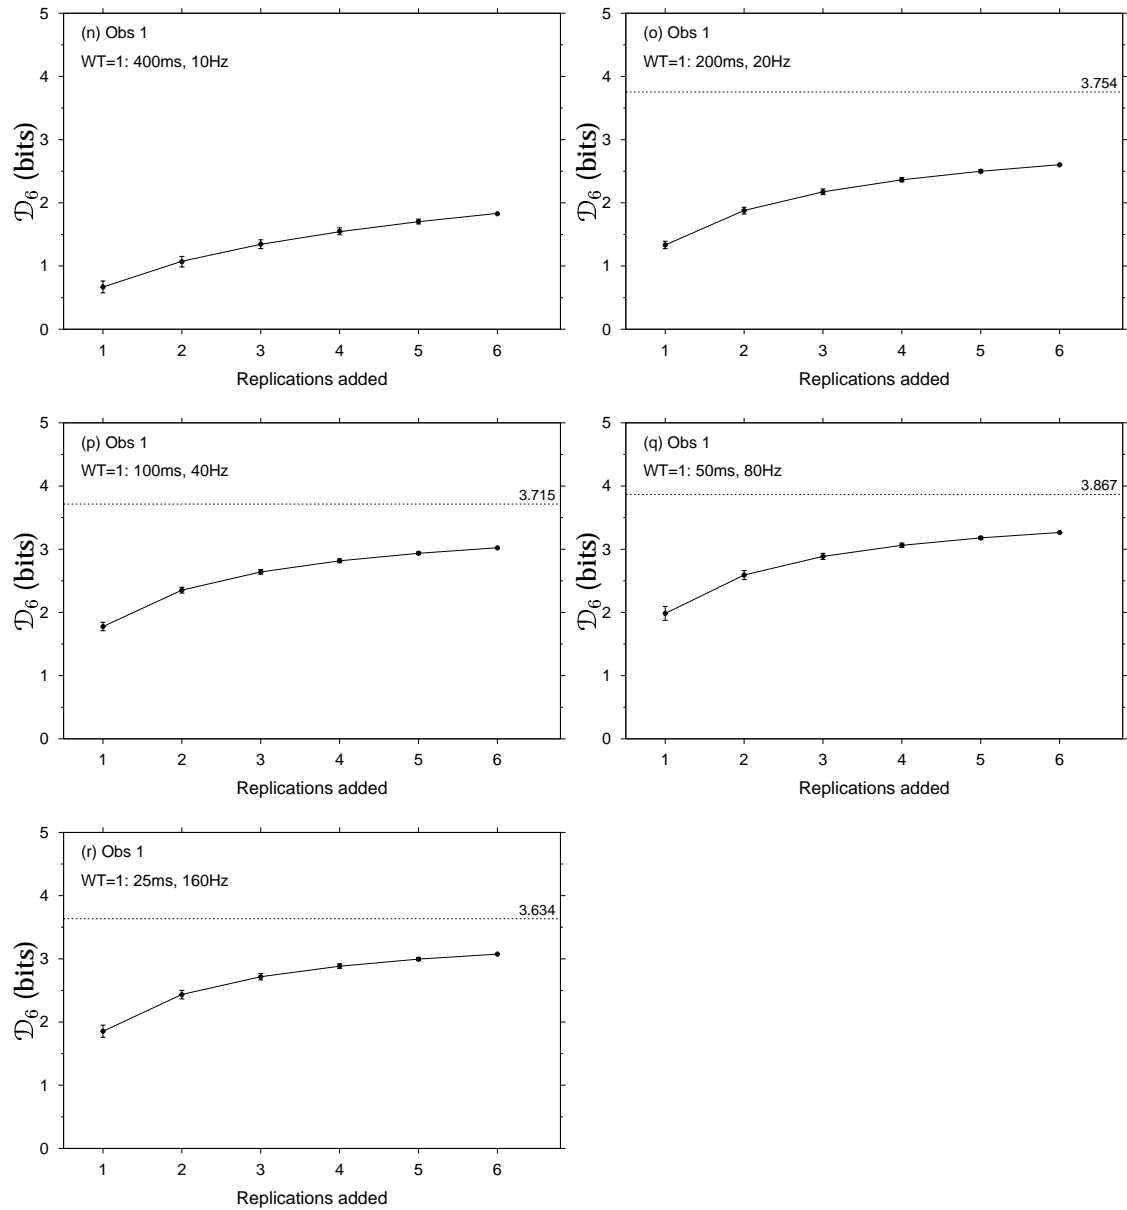 (n) Obs 1
WT=1: 400ms, 10Hz
5
4
3
2
1
0
𝒟6 (bits)
1 2 3 4 5 6
Replications added
(o) Obs 1
WT=1: 200ms, 20Hz
3.754
5
4
3
2
1
0
𝒟6 (bits)
1 2 3 4 5 6
Replications added
(p) Obs 1
WT=1: 100ms, 40Hz
3.715
5
4
3
2
1
0
𝒟6 (bits)
1 2 3 4 5 6
Replications added
(q) Obs 1
WT=1: 50ms, 80Hz
3.867
5
4
3
2
1
0
𝒟6 (bits)
1 2 3 4 5 6
Replications added
(r) Obs 1
WT=1: 25ms, 160Hz
3.634
5
4
3
2
1
0
𝒟6 (bits)
1 2 3 4 5 6
Replications added